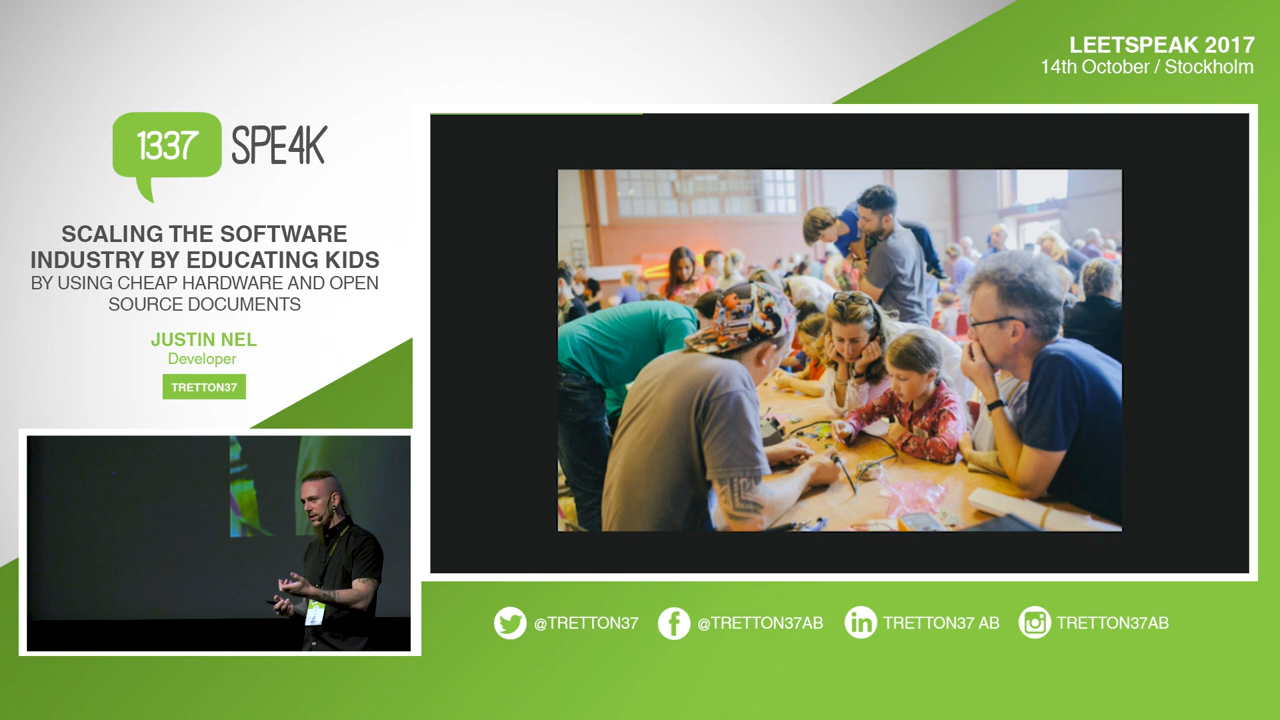 LEETSPEAK 2017
14th October / Stockholm
1337 SPE4K
SCALING THE SOFTWARE
INDUSTRY BY EDUCATING KIDS
BY USING CHEAP HARDWARE AND OPEN
SOURCE DOCUMENTS
JUSTIN NEL
Developer
TRETTON37
@TRETTON37
@TRETTON37AB
TRETTON37 AB
TRETTON37AB